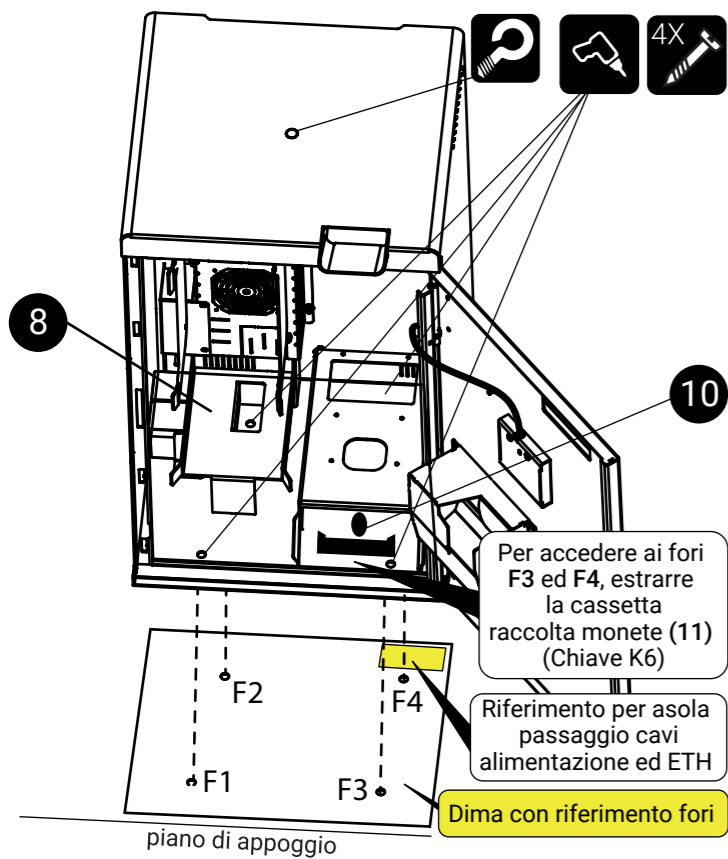 4X
8
10
Per accedere ai fori
F3 ed F4, estrarre
la cassetta
raccolta monete (11)
(Chiave K6)
F2
F4
Riferimento per asola
passaggio cavi
alimentazione ed ETH
F1
F3
Dima con riferimento fori
piano di appoggio